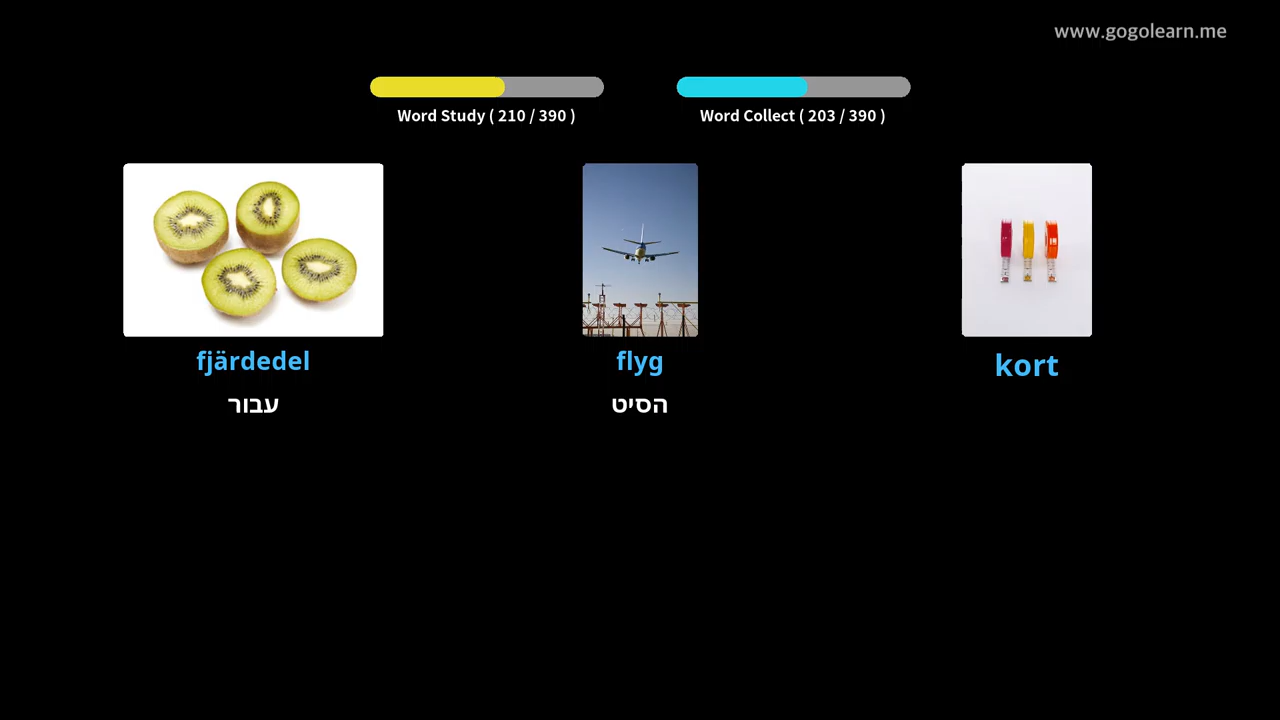 www.gogolearn.me
Word Study ( 210 / 390 )
Word Collect ( 203 / 390 )
fjärdedel
flyg
kort
עבור
הסיט